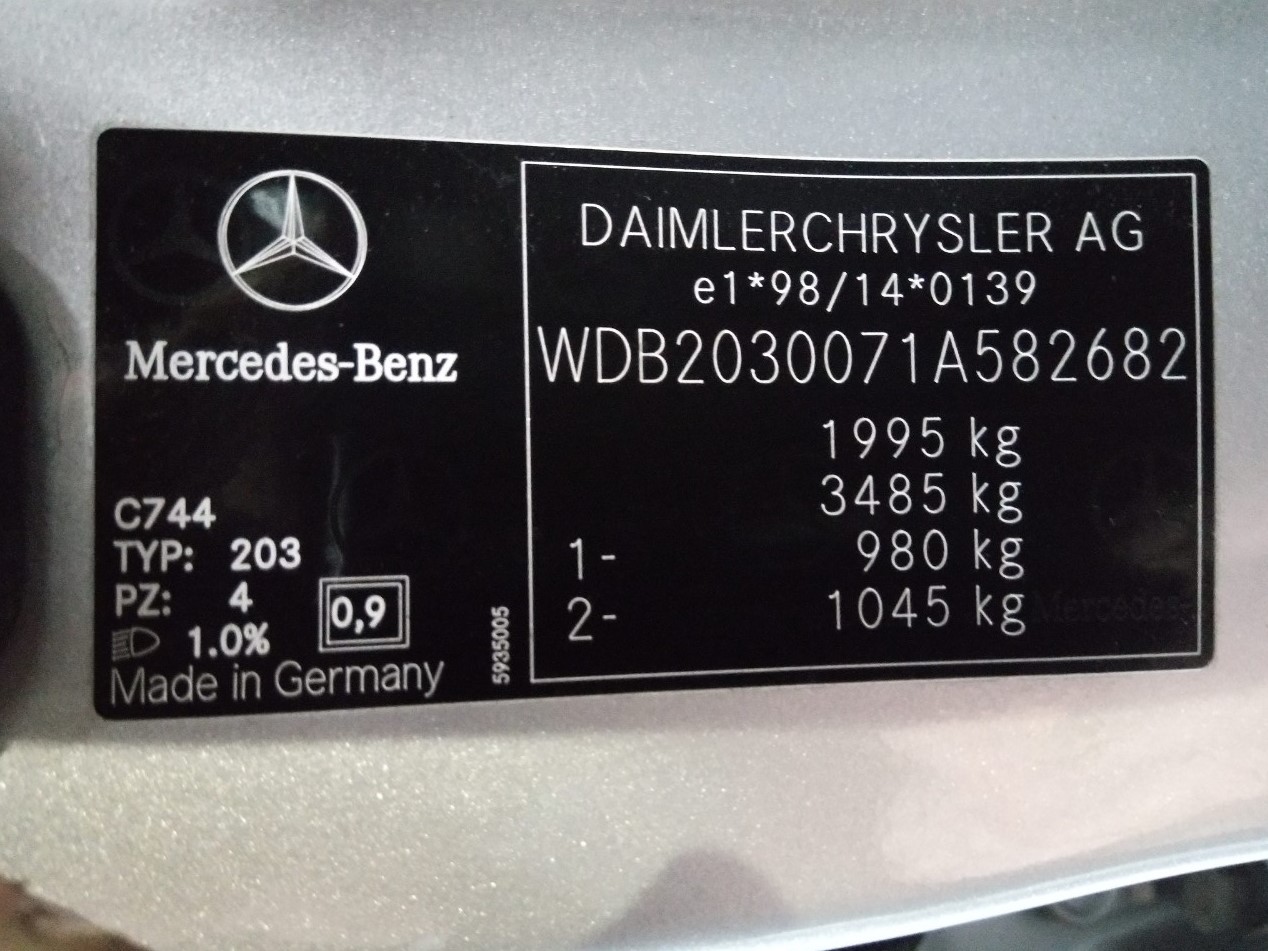 Mercedes-Benz
C744
TYP: 203
PZ: 4
1.0%
0,9
Made in Germany
5935005
DAIMLERCHRYSLER AG
e1*98/14*0139
WDB2030071A582682
1995 kg
3485 kg
1- 980 kg
2- 1045 kg
Mercedes-